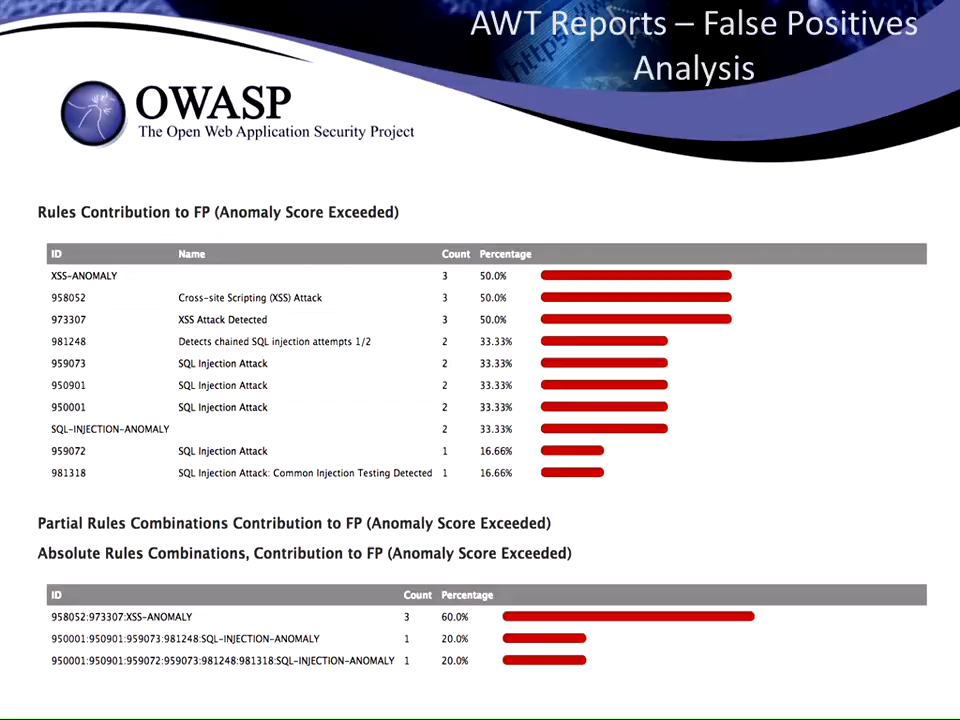 AWT Reports – False Positives
Analysis
https
OWASP
The Open Web Application Security Project
Rules Contribution to FP (Anomaly Score Exceeded)
ID Name Count Percentage
XSS-ANOMALY 3 50.0%
958052 Cross-site Scripting (XSS) Attack 3 50.0%
973307 XSS Attack Detected 3 50.0%
981248 Detects chained SQL injection attempts 1/2 2 33.33%
959073 SQL Injection Attack 2 33.33%
950901 SQL Injection Attack 2 33.33%
950001 SQL Injection Attack 2 33.33%
SQL-INJECTION-ANOMALY 2 33.33%
959072 SQL Injection Attack 1 16.66%
981318 SQL Injection Attack: Common Injection Testing Detected 1 16.66%
Partial Rules Combinations Contribution to FP (Anomaly Score Exceeded)
Absolute Rules Combinations, Contribution to FP (Anomaly Score Exceeded)
ID Count Percentage
958052:973307:XSS-ANOMALY 3 60.0%
950001:950901:959073:981248:SQL-INJECTION-ANOMALY 1 20.0%
950001:950901:959072:959073:981248:981318:SQL-INJECTION-ANOMALY 1 20.0%